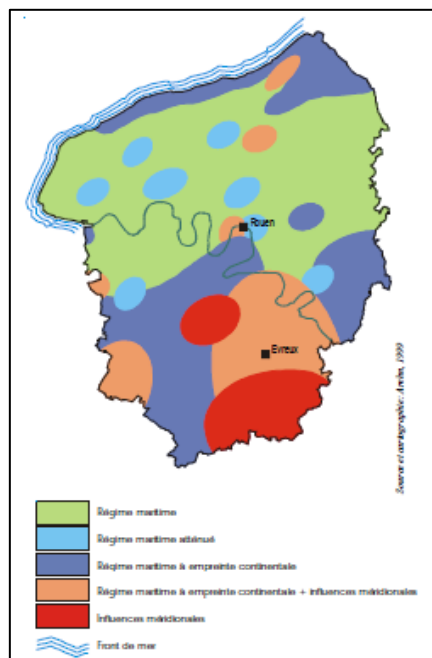 Rouen
Evreux
Source et cartographie: Arehn, 1999
Régime maritime
Régime maritime atténué
Régime maritime à empreinte continentale
Régime maritime à empreinte continentale + influences méridionales
Influences méridionales
Front de mer